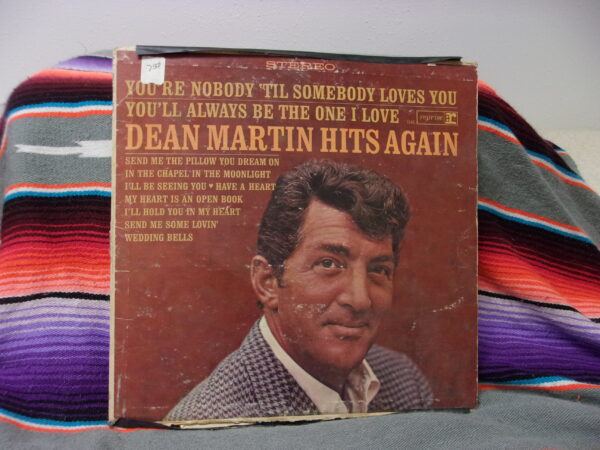 STEREO
YOU'RE NOBODY 'TIL SOMEBODY LOVES YOU
YOU'LL ALWAYS BE THE ONE I LOVE
reprise
DEAN MARTIN HITS AGAIN
SEND ME THE PILLOW YOU DREAM ON
IN THE CHAPEL IN THE MOONLIGHT
I'LL BE SEEING YOU • HAVE A HEART
MY HEART IS AN OPEN BOOK
I'LL HOLD YOU IN MY HEART
SEND ME SOME LOVIN'
WEDDING BELLS